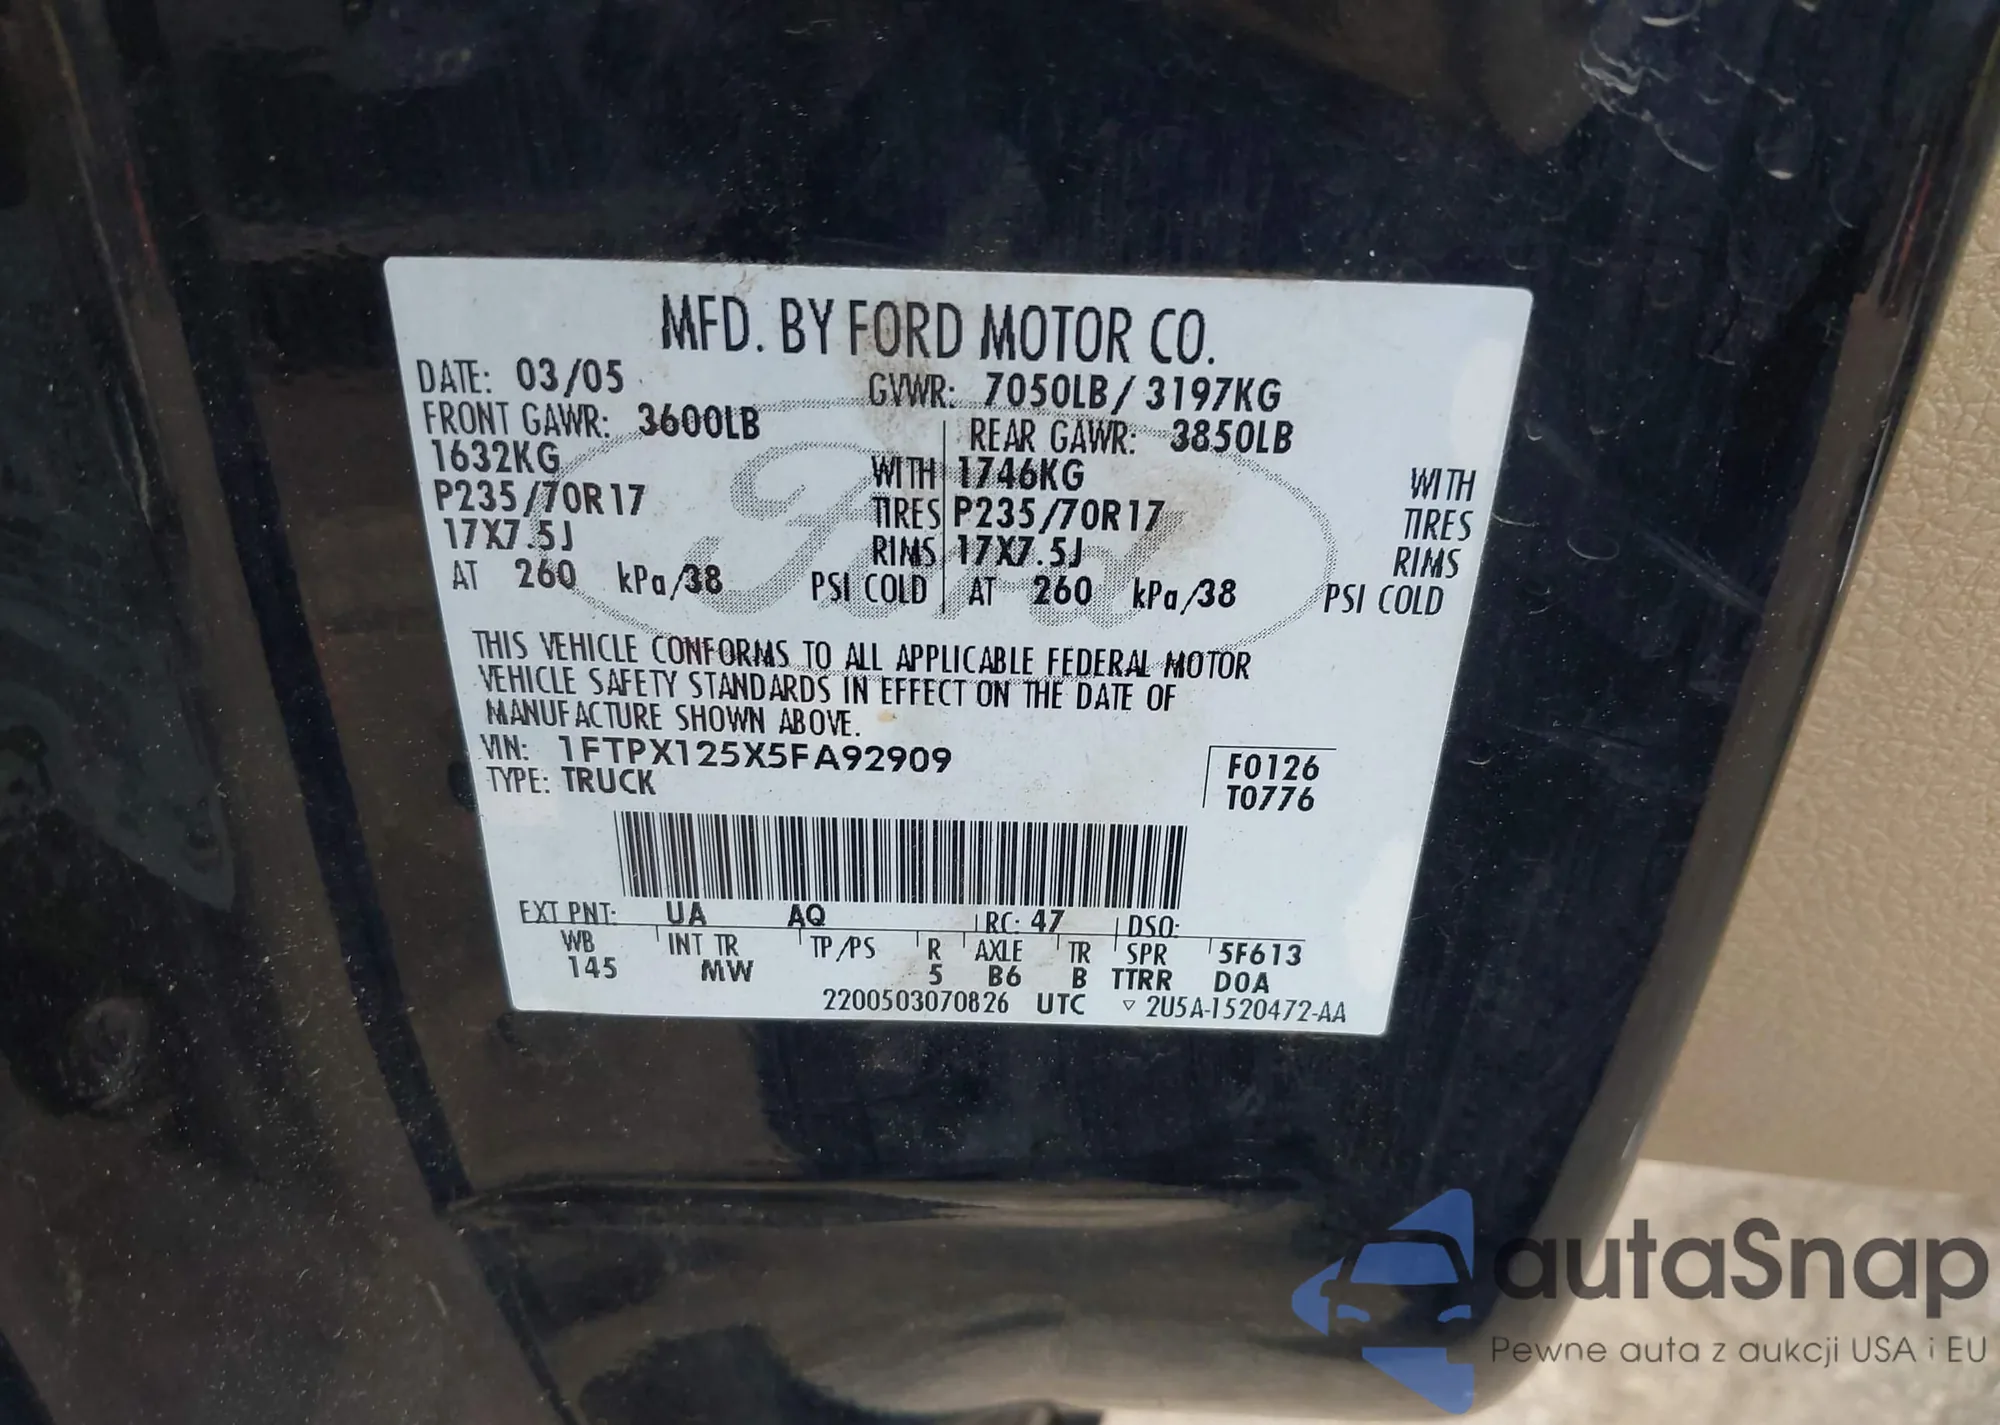 MFD. BY FORD MOTOR CO.
DATE: 03/05 GVWR: 7050LB / 3197KG
FRONT GAWR: 3600LB REAR GAWR: 3850LB
1632KG WITH 1746KG WITH
P235/70R17 TIRES P235/70R17 TIRES
17X7.5J RIMS 17X7.5J RIMS
AT 260 kPa/38 PSI COLD AT 260 kPa/38 PSI COLD
THIS VEHICLE CONFORMS TO ALL APPLICABLE FEDERAL MOTOR
VEHICLE SAFETY STANDARDS IN EFFECT ON THE DATE OF
MANUFACTURE SHOWN ABOVE.
VIN: 1FTPX125X5FA92909
TYPE: TRUCK
F0126
T0776
EXT PNT: UA AQ RC: 47 DSO:
WB INT TR TP/PS R AXLE TR SPR 5F613
145 MW 5 B6 B TTRR DOA
2200503070826 UTC ▽ 2U5A-1520472-AA
Ford
autaSnap
Pewne auta z aukcji USA i EU